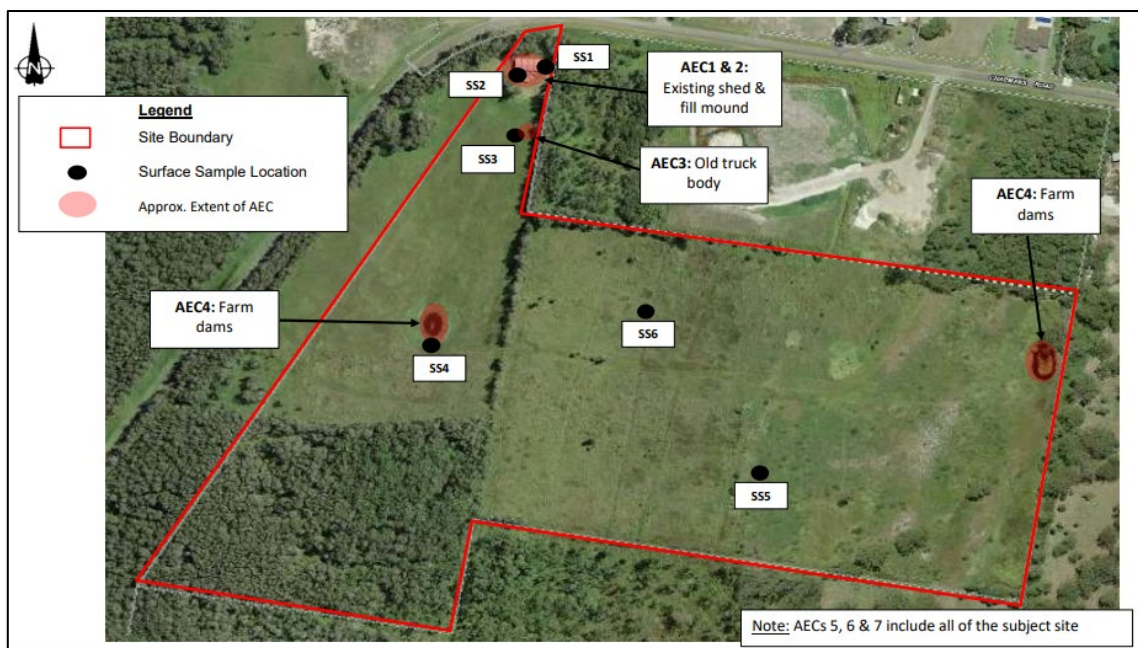 N
Legend
Site Boundary
Surface Sample Location
Approx. Extent of AEC
SS1
SS2
AEC1 & 2:
Existing shed &
fill mound
CHAPMANS ROAD
SS3
AEC3: Old truck
body
AEC4: Farm
dams
AEC4: Farm
dams
SS6
SS4
SS5
Note: AECs 5, 6 & 7 include all of the subject site